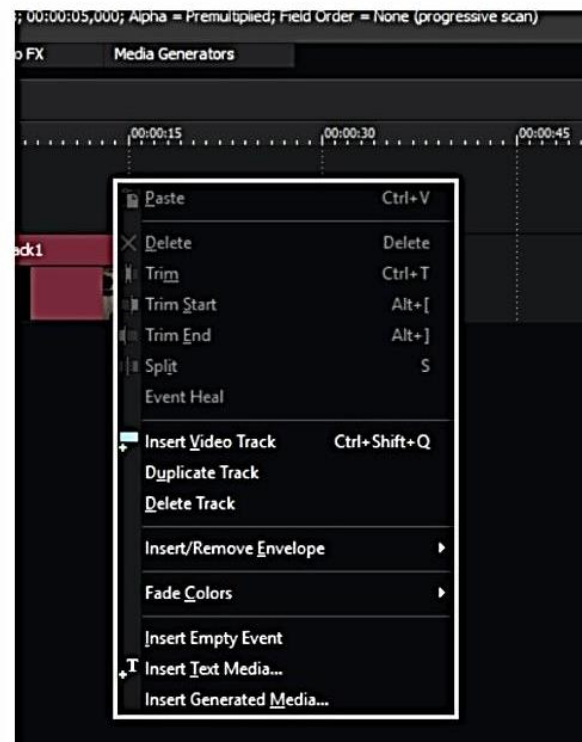 ; 00:00:05,000; Alpha = Premultiplied; Field Order = None (progressive scan)
FX Media Generators
00:00:15 00:00:30 00:00:45
Paste Ctrl+V
Delete Delete
Trim Ctrl+T
Trim Start Alt+[
Trim End Alt+]
Split S
Event Heal
Insert Video Track Ctrl+Shift+Q
Duplicate Track
Delete Track
Insert/Remove Envelope
Fade Colors
Insert Empty Event
Insert Text Media...
Insert Generated Media...